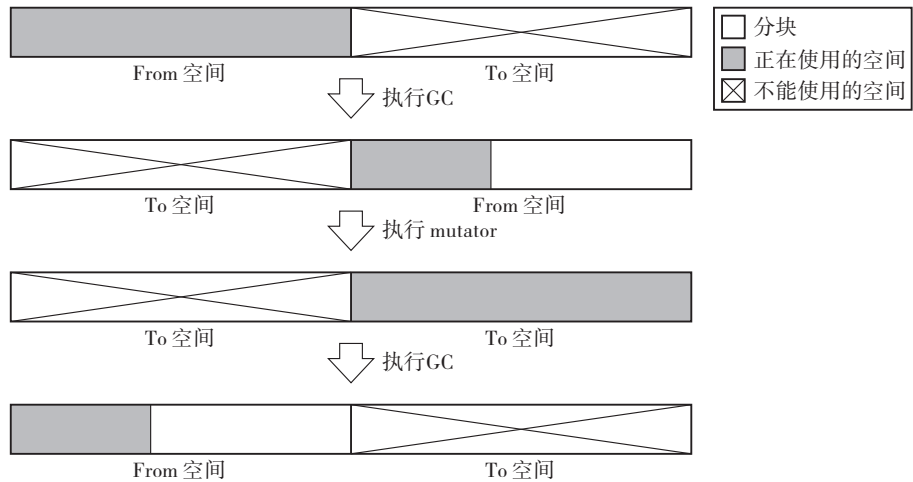 分块
正在使用的空间
不能使用的空间
From 空间 To 空间
执行GC
To 空间 From 空间
执行 mutator
To 空间 To 空间
执行GC
From 空间 To 空间